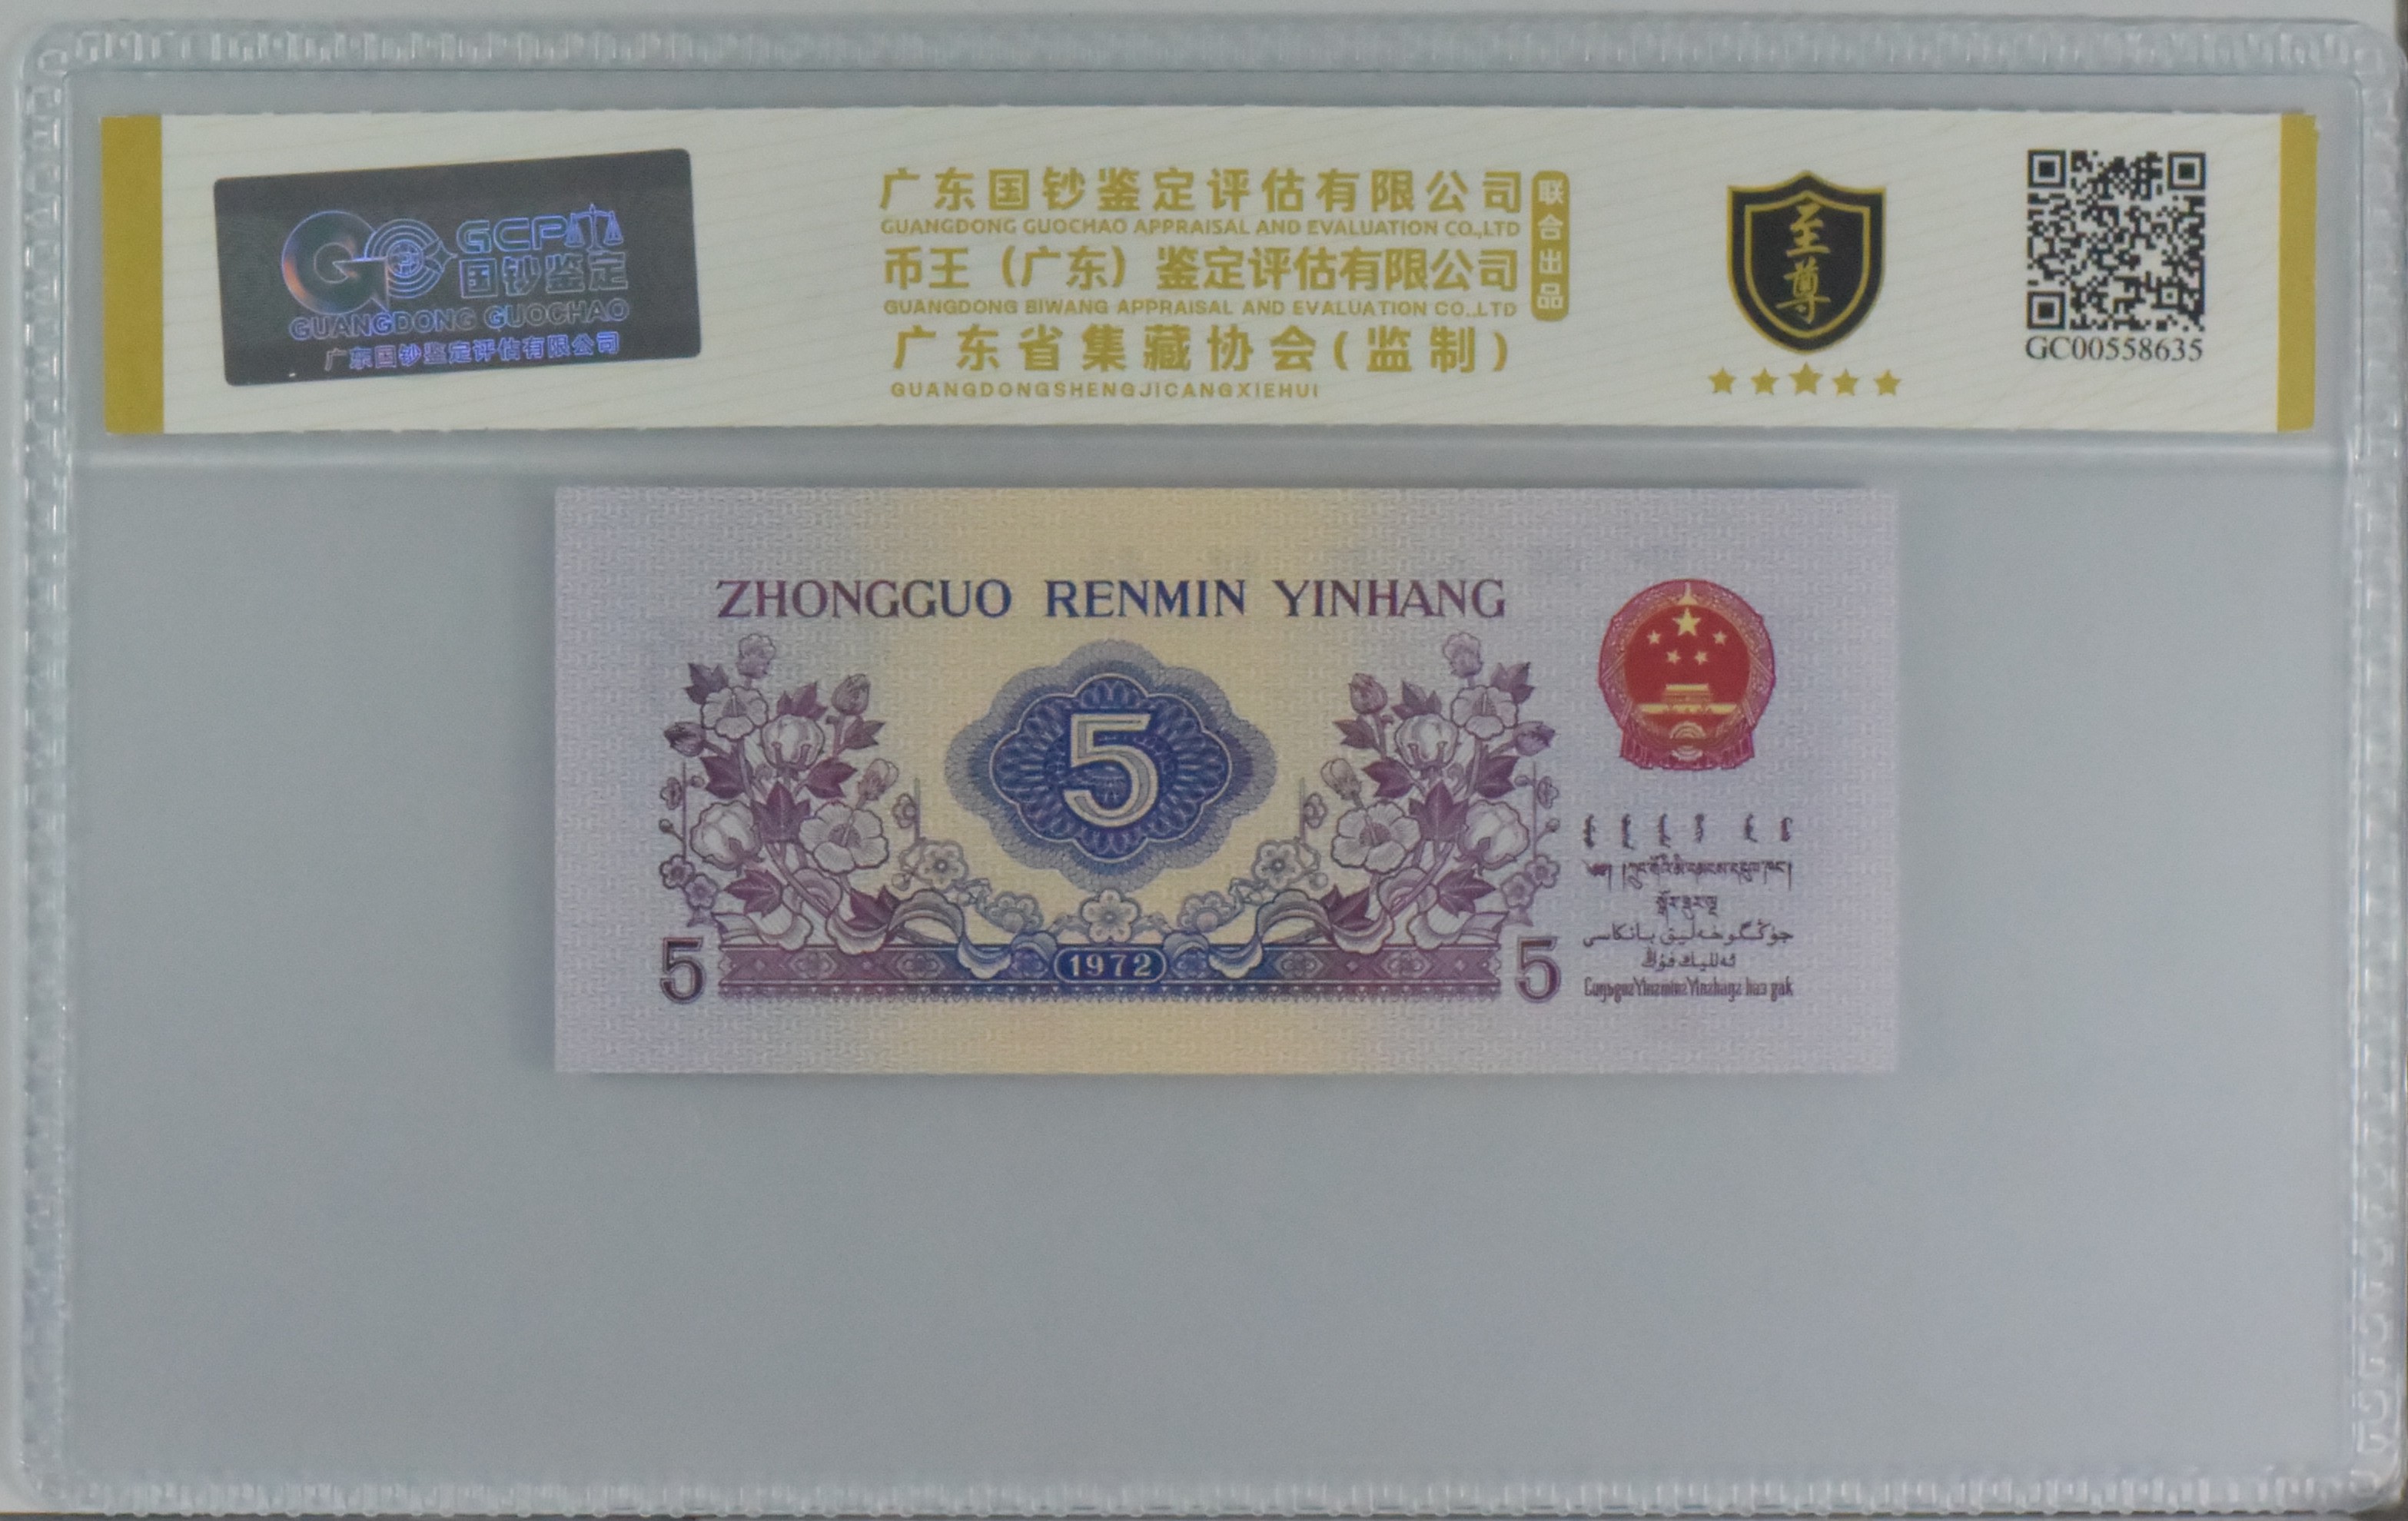 GCP
国钞鉴定
GUANGDONG GUOCHAO
广东国钞鉴定评估有限公司
广东国钞鉴定评估有限公司
GUANGDONG GUOCHAO APPRAISAL AND EVALUATION CO.,LTD
币王（广东）鉴定评估有限公司
GUANGDONG BIWANG APPRAISAL AND EVALUATION CO.,LTD
广东省集藏协会(监制)
GUANGDONGSHENGJICANGXIEHUI
联合出品
至尊
GC00558635
ZHONGGUO RENMIN YINHANG
5
5
1972
5
جۇڭگو خەلىق بانكاسى